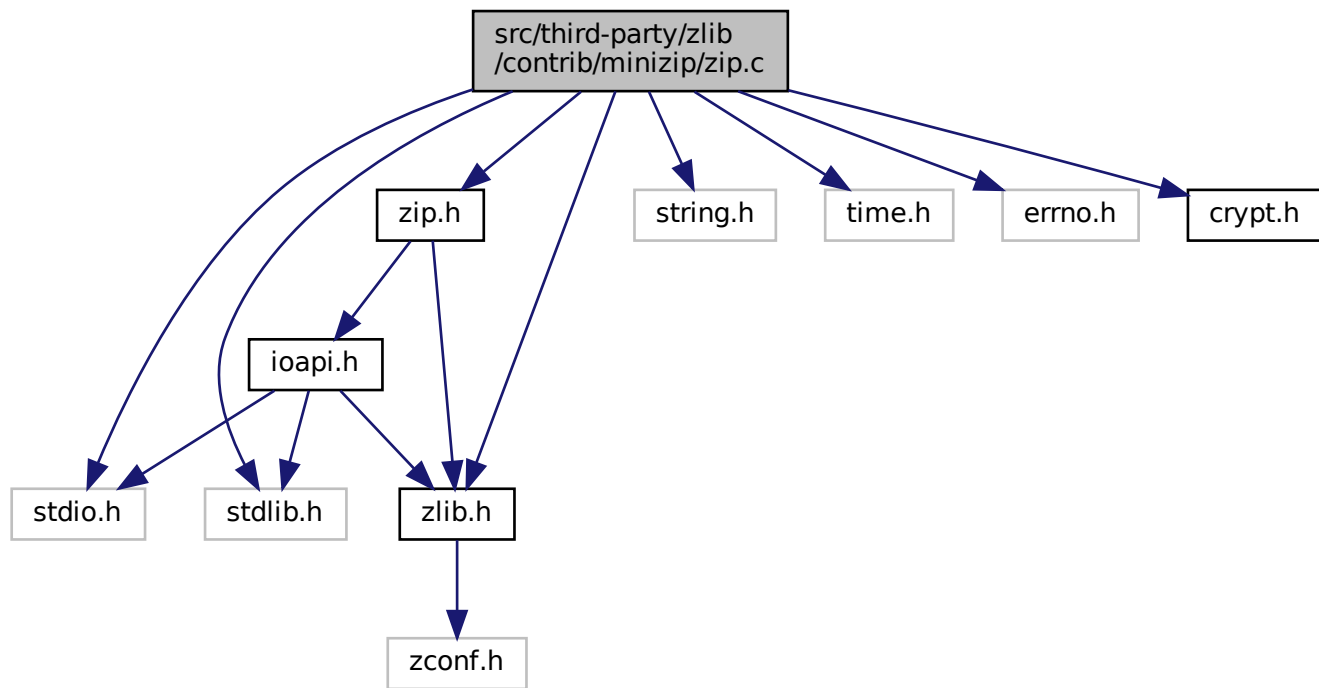 src/third-party/zlib
/contrib/minizip/zip.c
zip.h
string.h
time.h
errno.h
crypt.h
ioapi.h
stdio.h
stdlib.h
zlib.h
zconf.h